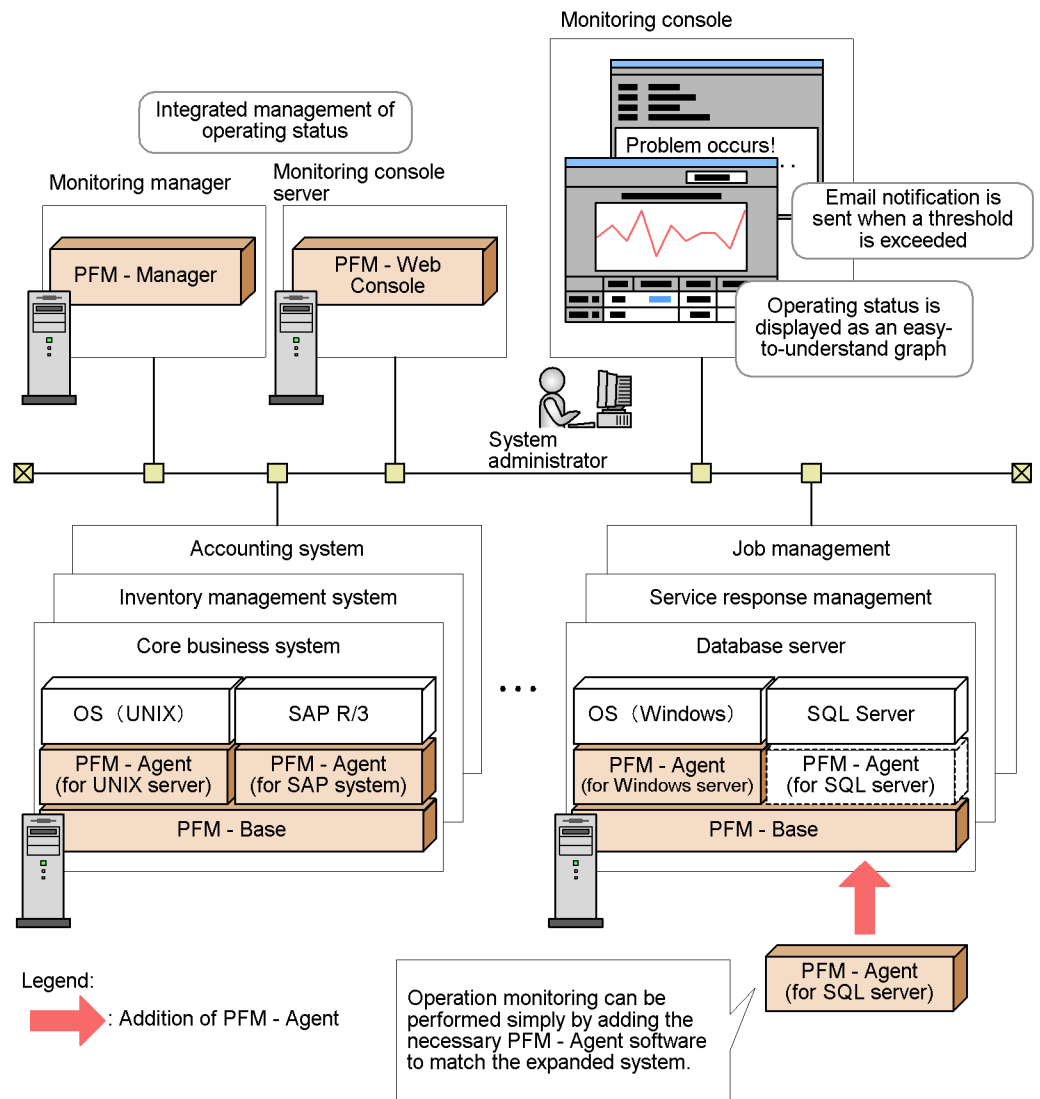 Monitoring console
Integrated management of
operating status
Problem occurs!
. .
Monitoring manager
Monitoring console
server
Email notification is
sent when a threshold
is exceeded
PFM - Manager
PFM - Web
Console
Operating status is
displayed as an easy-
to-understand graph
System
administrator
Accounting system
Inventory management system
Core business system
OS（UNIX）
SAP R/3
PFM - Agent
(for UNIX server)
PFM - Agent
(for SAP system)
PFM - Base
• • •
Job management
Service response management
Database server
OS（Windows）
SQL Server
PFM - Agent
(for Windows server)
PFM - Agent
(for SQL server)
PFM - Base
PFM - Agent
(for SQL server)
Legend:
: Addition of PFM - Agent
Operation monitoring can be
performed simply by adding the
necessary PFM - Agent software
to match the expanded system.